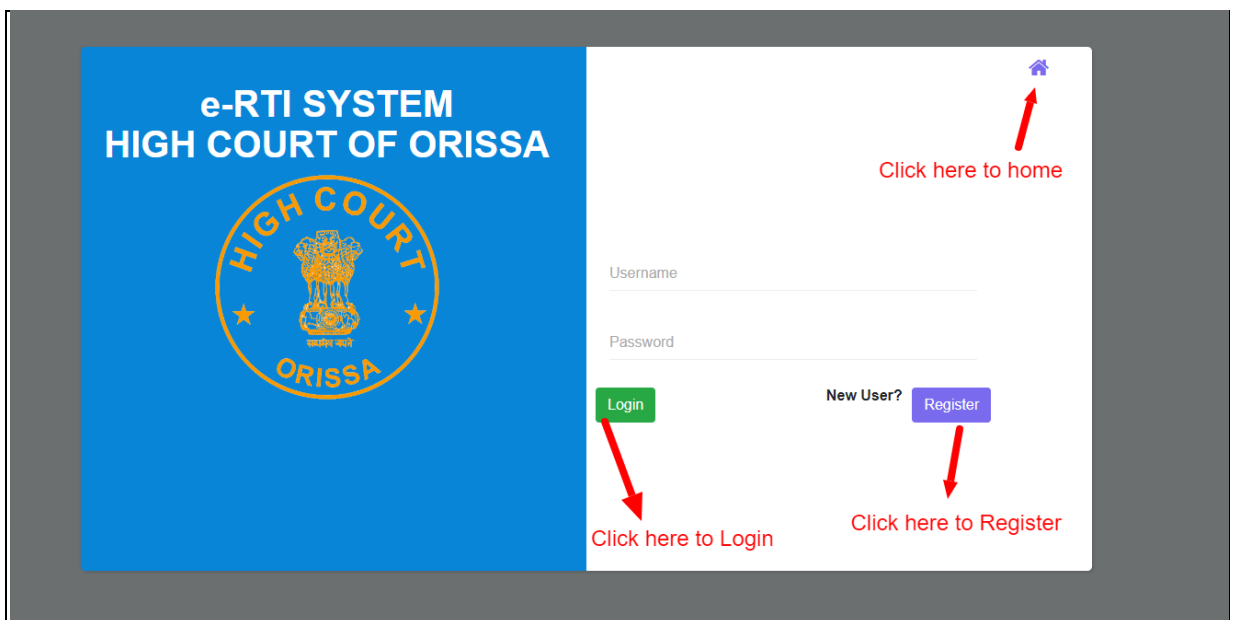 e-RTI SYSTEM
HIGH COURT OF ORISSA
HIGH COURT
ORISSA
Click here to home
Username
Password
Login
New User? Register
Click here to Login
Click here to Register